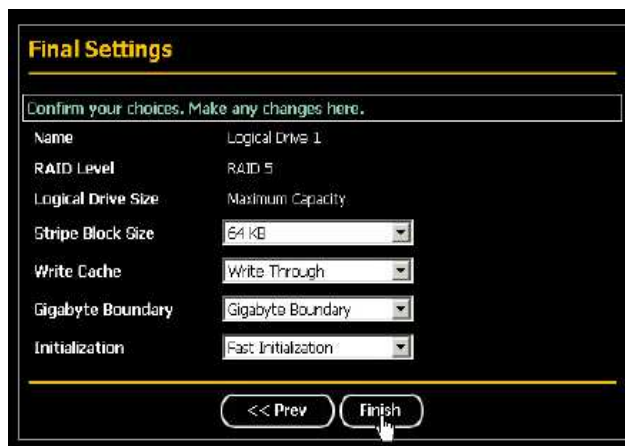 Final Settings
Confirm your choices. Make any changes here.
Name Logical Drive 1
RAID Level RAID 5
Logical Drive Size Maximum Capacity
Stripe Block Size 64 KB
Write Cache Write Through
Gigabyte Boundary Gigabyte Boundary
Initialization Fast Initialization
<< Prev Finish